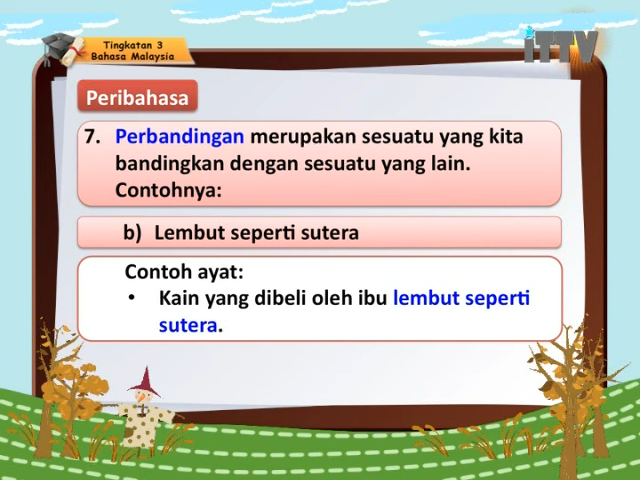 Tingkatan 3
Bahasa Malaysia
iTTV
Peribahasa
7. Perbandingan merupakan sesuatu yang kita
bandingkan dengan sesuatu yang lain.
Contohnya:
b) Lembut seperti sutera
Contoh ayat:
• Kain yang dibeli oleh ibu lembut seperti
sutera.